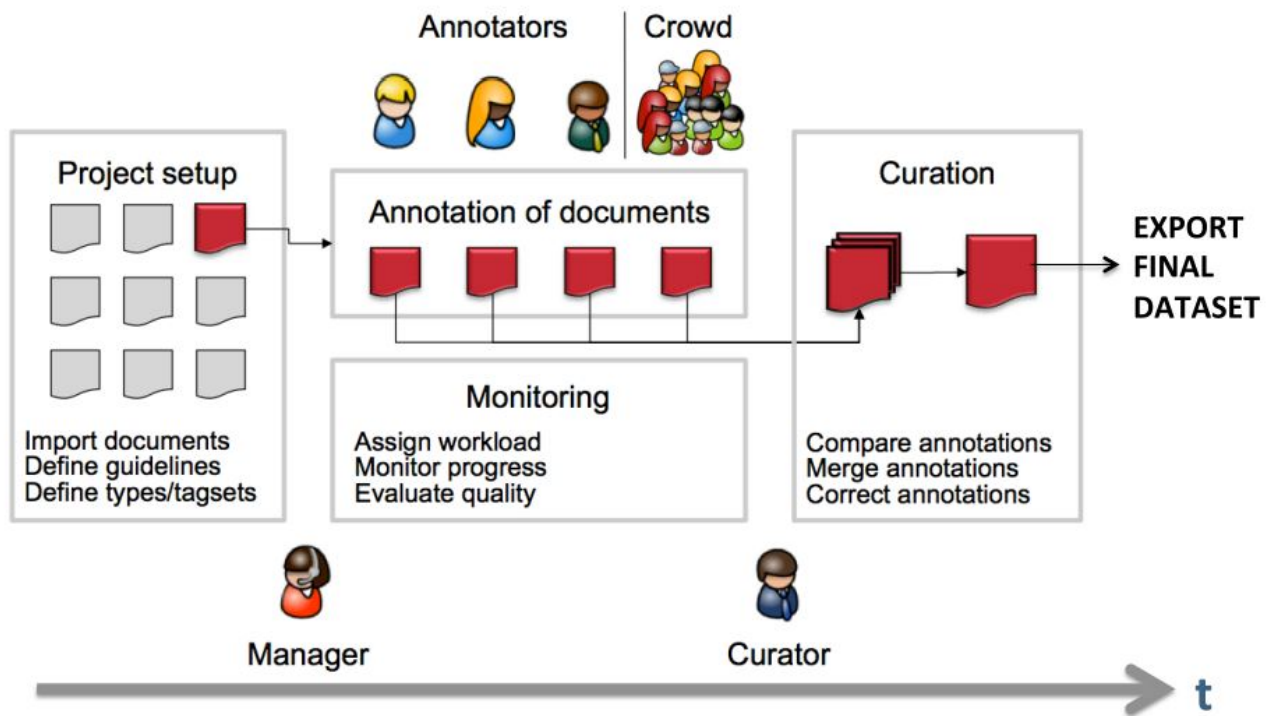 Annotators
Crowd
Project setup
Annotation of documents
Curation
EXPORT
FINAL
DATASET
Monitoring
Import documents
Define guidelines
Define types/tagsets
Assign workload
Monitor progress
Evaluate quality
Compare annotations
Merge annotations
Correct annotations
Manager
Curator
t